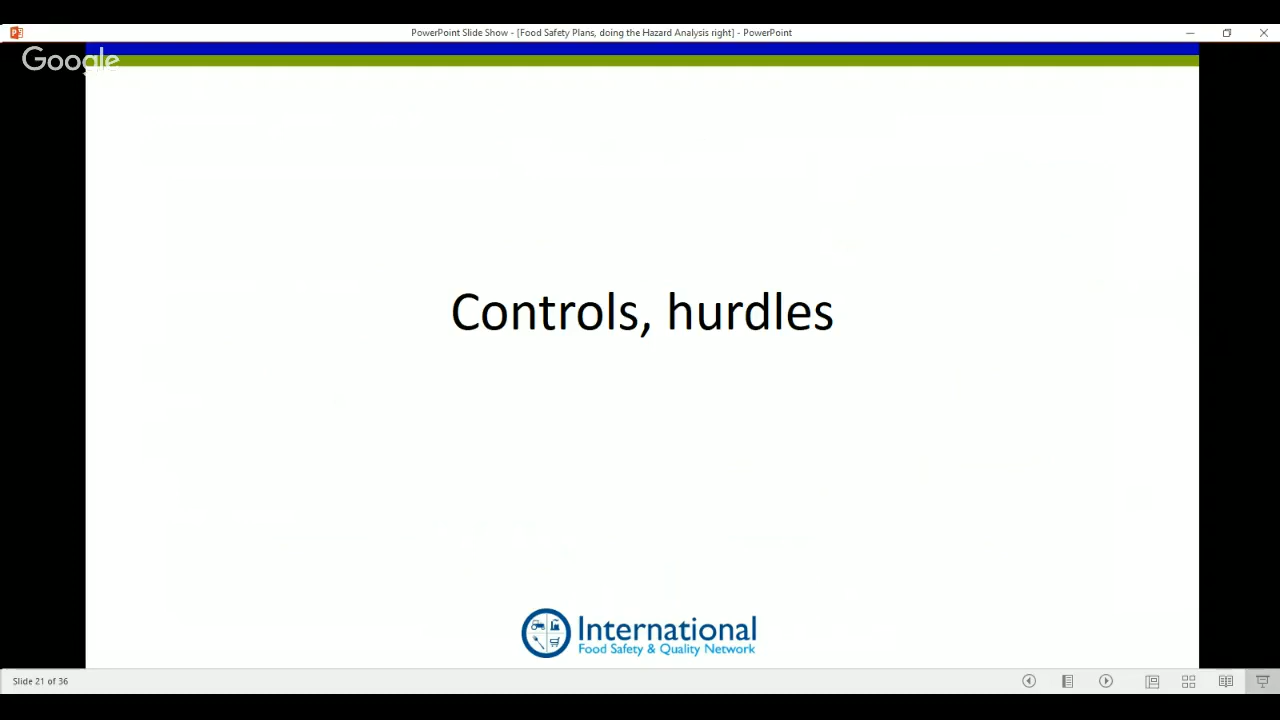 PowerPoint Slide Show - [Food Safety Plans, doing the Hazard Analysis right] - PowerPoint
Google
Controls, hurdles
International
Food Safety & Quality Network
Slide 21 of 36